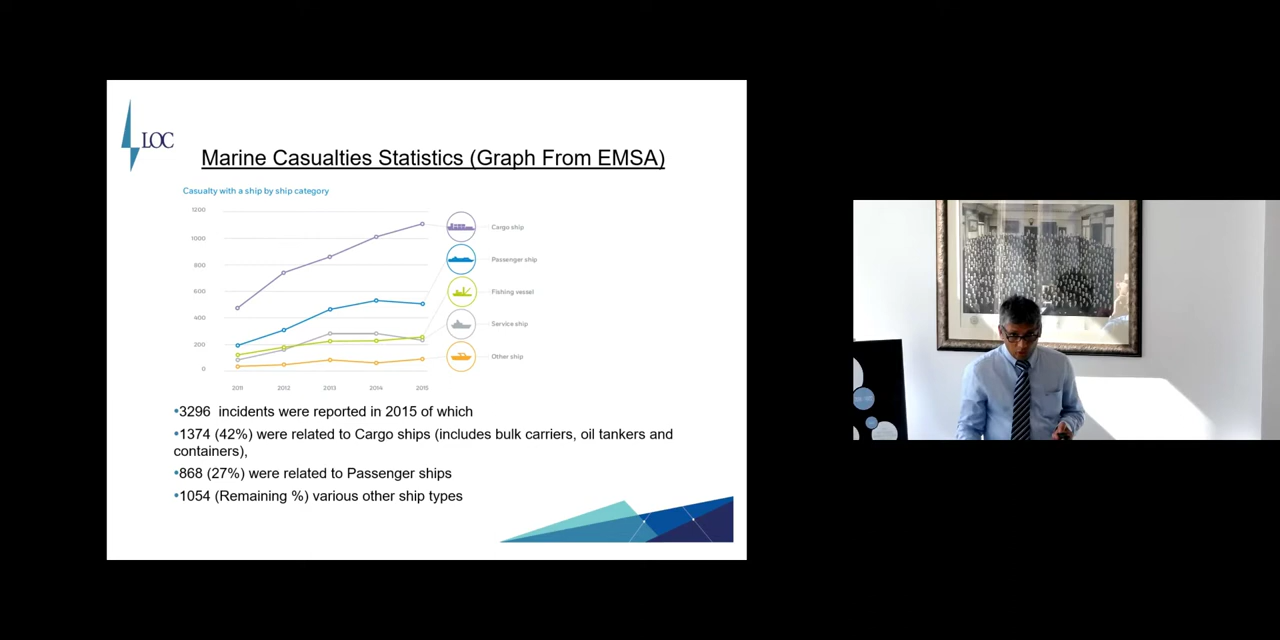 LOC
Marine Casualties Statistics (Graph From EMSA)
Casualty with a ship by ship category
1200
1000
800
600
400
200
0
2011
2012
2013
2014
2015
Cargo ship
Passenger ship
Fishing vessel
Service ship
Other ship
•3296 incidents were reported in 2015 of which
•1374 (42%) were related to Cargo ships (includes bulk carriers, oil tankers and
containers),
•868 (27%) were related to Passenger ships
•1054 (Remaining %) various other ship types